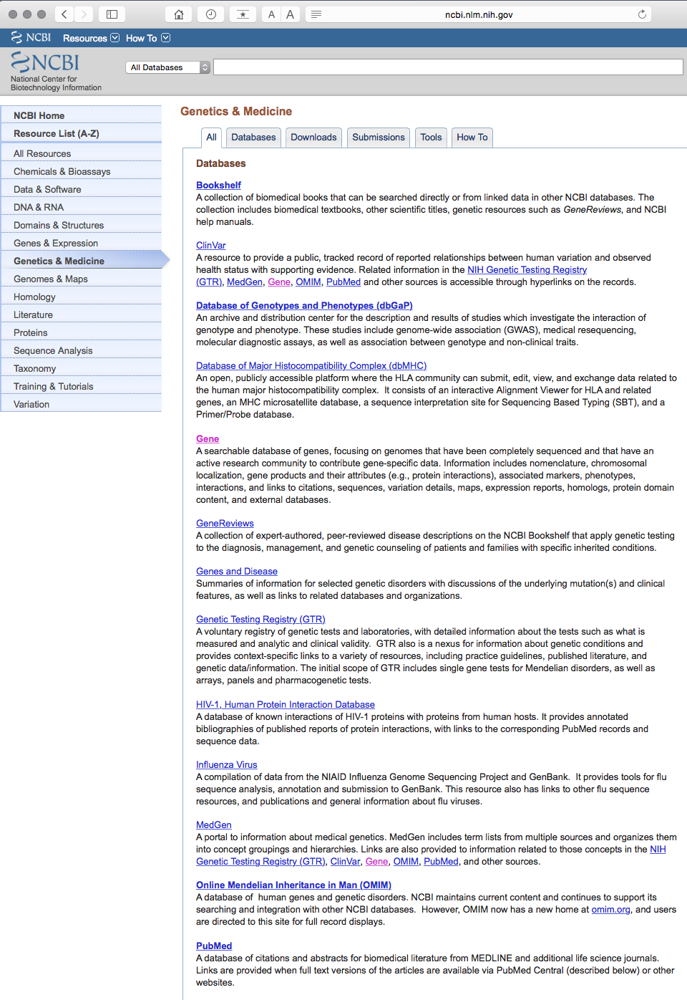 A A
ncbi.nlm.nih.gov
NCBI Resources How To
NCBI
National Center for
Biotechnology Information
All Databases
NCBI Home
Resource List (A-Z)
All Resources
Chemicals & Bioassays
Data & Software
DNA & RNA
Domains & Structures
Genes & Expression
Genetics & Medicine
Genomes & Maps
Homology
Literature
Proteins
Sequence Analysis
Taxonomy
Training & Tutorials
Variation
Genetics & Medicine
All Databases Downloads Submissions Tools How To
Databases
Bookshelf
A collection of biomedical books that can be searched directly or from linked data in other NCBI databases. The
collection includes biomedical textbooks, other scientific titles, genetic resources such as GeneReviews, and NCBI
help manuals.
ClinVar
A resource to provide a public, tracked record of reported relationships between human variation and observed
health status with supporting evidence. Related information in the NIH Genetic Testing Registry
(GTR), MedGen, Gene, OMIM, PubMed and other sources is accessible through hyperlinks on the records.
Database of Genotypes and Phenotypes (dbGaP)
An archive and distribution center for the description and results of studies which investigate the interaction of
genotype and phenotype. These studies include genome-wide association (GWAS), medical resequencing,
molecular diagnostic assays, as well as association between genotype and non-clinical traits.
Database of Major Histocompatibility Complex (dbMHC)
An open, publicly accessible platform where the HLA community can submit, edit, view, and exchange data related to
the human major histocompatibility complex. It consists of an interactive Alignment Viewer for HLA and related
genes, an MHC microsatellite database, a sequence interpretation site for Sequencing Based Typing (SBT), and a
Primer/Probe database.
Gene
A searchable database of genes, focusing on genomes that have been completely sequenced and that have an
active research community to contribute gene-specific data. Information includes nomenclature, chromosomal
localization, gene products and their attributes (e.g., protein interactions), associated markers, phenotypes,
interactions, and links to citations, sequences, variation details, maps, expression reports, homologs, protein domain
content, and external databases.
GeneReviews
A collection of expert-authored, peer-reviewed disease descriptions on the NCBI Bookshelf that apply genetic testing
to the diagnosis, management, and genetic counseling of patients and families with specific inherited conditions.
Genes and Disease
Summaries of information for selected genetic disorders with discussions of the underlying mutation(s) and clinical
features, as well as links to related databases and organizations.
Genetic Testing Registry (GTR)
A voluntary registry of genetic tests and laboratories, with detailed information about the tests such as what is
measured and analytic and clinical validity. GTR also is a nexus for information about genetic conditions and
provides context-specific links to a variety of resources, including practice guidelines, published literature, and
genetic data/information. The initial scope of GTR includes single gene tests for Mendelian disorders, as well as
arrays, panels and pharmacogenetic tests.
HIV-1, Human Protein Interaction Database
A database of known interactions of HIV-1 proteins with proteins from human hosts. It provides annotated
bibliographies of published reports of protein interactions, with links to the corresponding PubMed records and
sequence data.
Influenza Virus
A compilation of data from the NIAID Influenza Genome Sequencing Project and GenBank. It provides tools for flu
sequence analysis, annotation and submission to GenBank. This resource also has links to other flu sequence
resources, and publications and general information about flu viruses.
MedGen
A portal to information about medical genetics. MedGen includes term lists from multiple sources and organizes them
into concept groupings and hierarchies. Links are also provided to information related to those concepts in the NIH
Genetic Testing Registry (GTR), ClinVar, Gene, OMIM, PubMed, and other sources.
Online Mendelian Inheritance in Man (OMIM)
A database of human genes and genetic disorders. NCBI maintains current content and continues to support its
searching and integration with other NCBI databases. However, OMIM now has a new home at omim.org, and users
are directed to this site for full record displays.
PubMed
A database of citations and abstracts for biomedical literature from MEDLINE and additional life science journals.
Links are provided when full text versions of the articles are available via PubMed Central (described below) or other
websites.